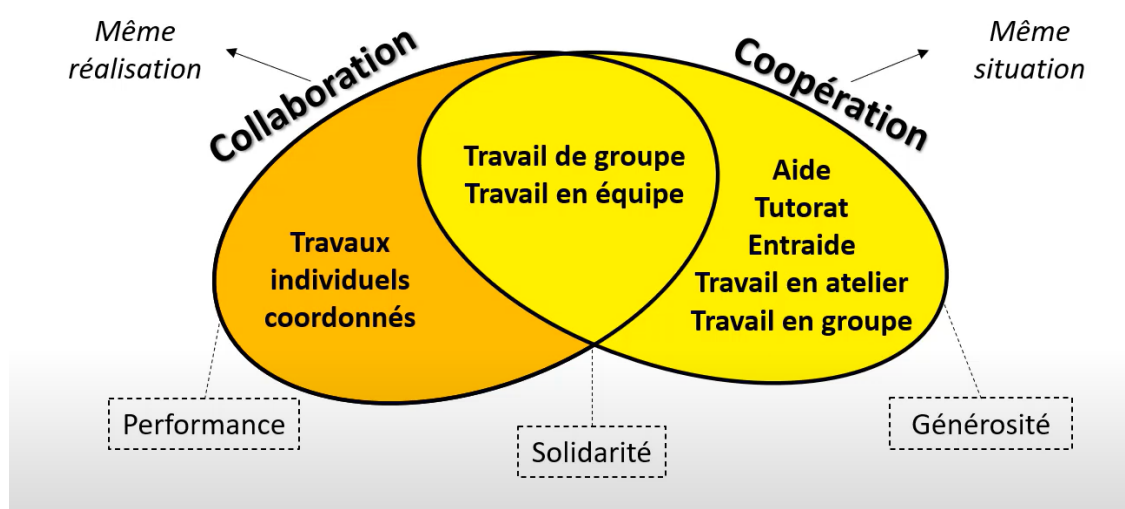 Même
réalisation
Collaboration
Coopération
Même
situation
Travail de groupe
Travail en équipe
Travaux
individuels
coordonnés
Aide
Tutorat
Entraide
Travail en atelier
Travail en groupe
Performance
Solidarité
Générosité